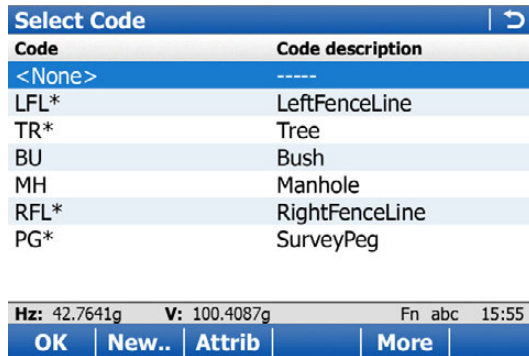 Select Code
Code Code description
<None> -----
LFL* LeftFenceLine
TR* Tree
BU Bush
MH Manhole
RFL* RightFenceLine
PG* SurveyPeg
Hz: 42.7641g V: 100.4087g Fn abc 15:55
OK New.. Attrib More